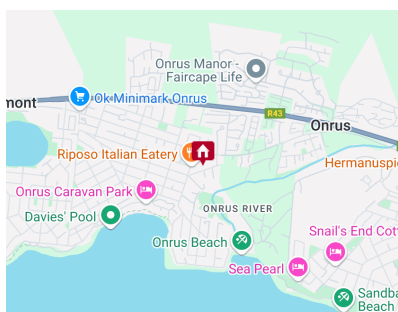 Onrus Manor -
Faircape Life
mont
Ok Minimark Onrus
R43
Onrus
Riposo Italian Eatery
Hermanuspi
Onrus Caravan Park
ONRUS RIVER
Davies' Pool
Snail's End Cott
Onrus Beach
Sea Pearl
Sandba
Beach